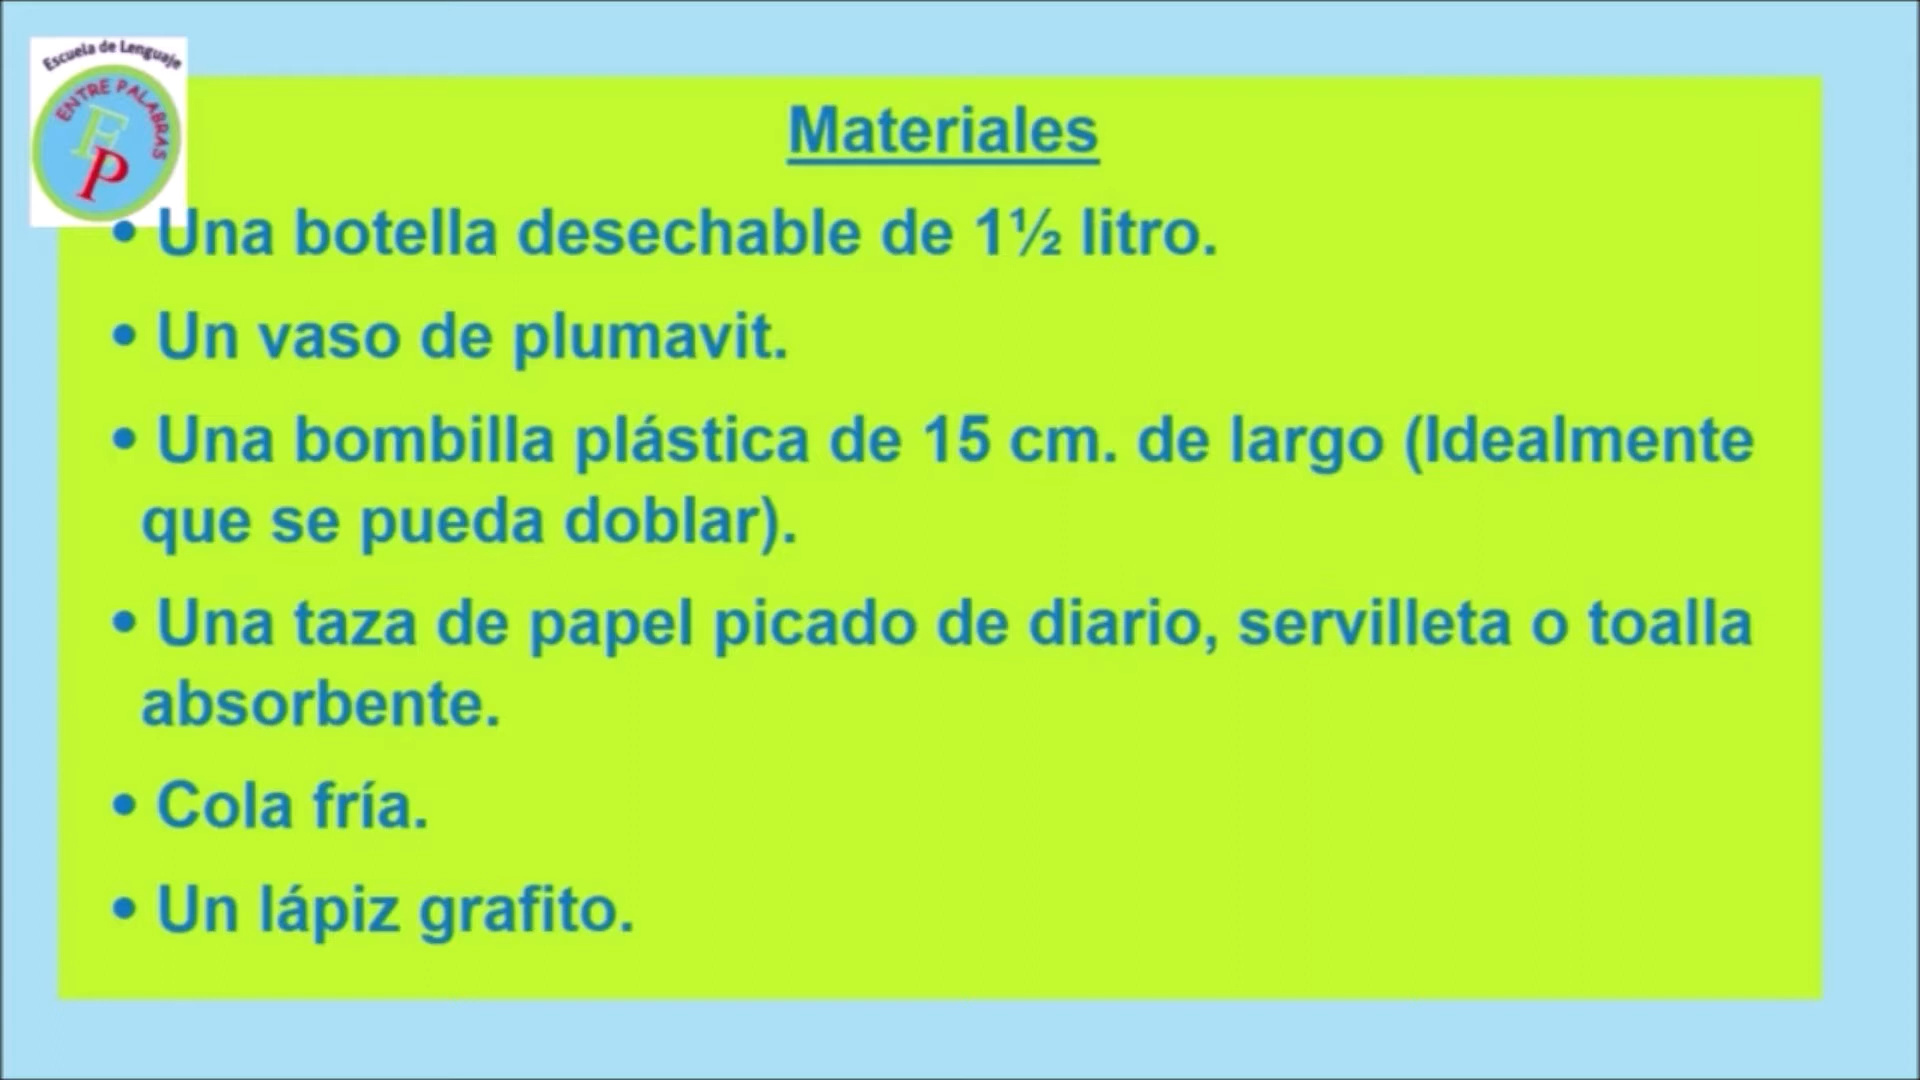 Escuela de Lenguaje
ENTRE PALABRAS
EP
Materiales
• Una botella desechable de 1½ litro.
• Un vaso de plumavit.
• Una bombilla plástica de 15 cm. de largo (Idealmente
que se pueda doblar).
• Una taza de papel picado de diario, servilleta o toalla
absorbente.
• Cola fría.
• Un lápiz grafito.